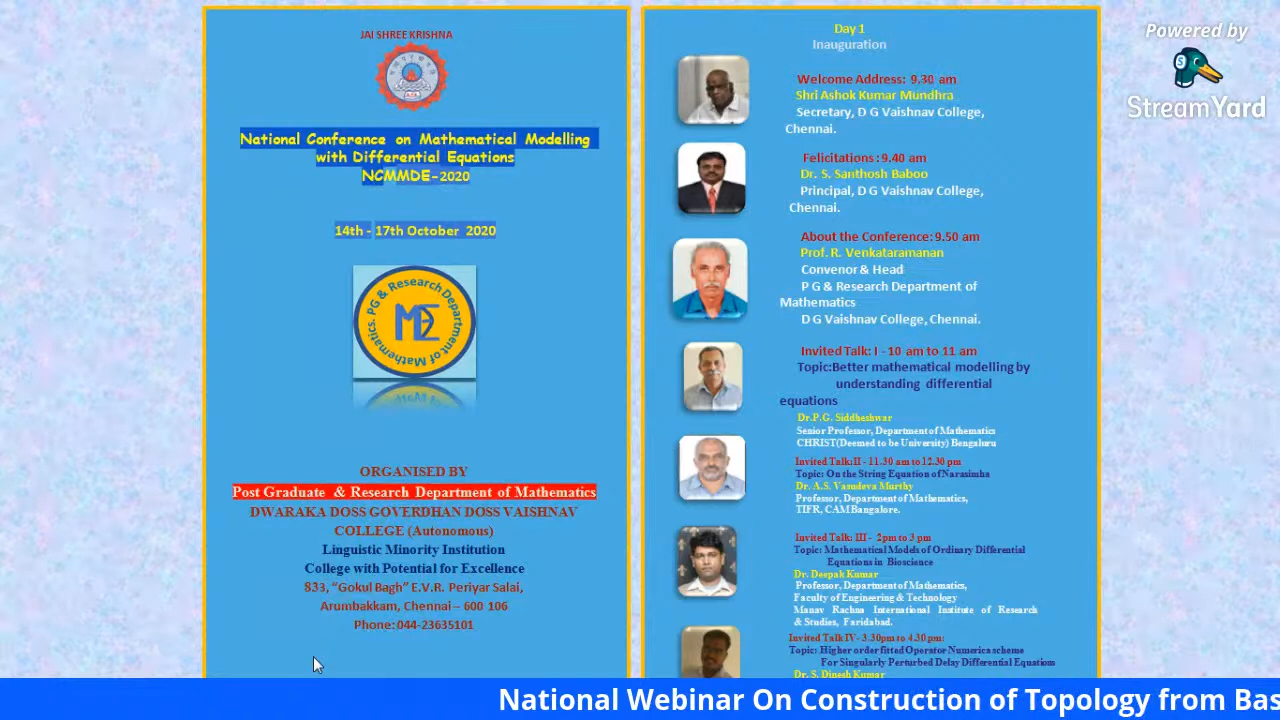 JAI SHREE KRISHNA
National Conference on Mathematical Modelling
with Differential Equations
NCMMDE-2020
14th - 17th October 2020
PG & Research Department of Mathematics.
ORGANISED BY
Post Graduate & Research Department of Mathematics
DWARAKA DOSS GOVERDHAN DOSS VAISHNAV
COLLEGE (Autonomous)
Linguistic Minority Institution
College with Potential for Excellence
833, “Gokul Bagh” E.V.R. Periyar Salai,
Arumbakkam, Chennai – 600 106
Phone: 044-23635101
Day 1
Inauguration
Welcome Address: 9.30 am
Shri Ashok Kumar Mundhra
Secretary, D G Vaishnav College,
Chennai.
Felicitations : 9.40 am
Dr. S. Santhosh Baboo
Principal, D G Vaishnav College,
Chennai.
About the Conference: 9.50 am
Prof. R. Venkataramanan
Convenor & Head
P G & Research Department of
Mathematics
D G Vaishnav College, Chennai.
Invited Talk: I - 10 am to 11 am
Topic:Better mathematical modelling by
understanding differential
equations
Dr.P.G. Siddheshwar
Senior Professor, Department of Mathematics
CHRIST(Deemed to be University) Bengaluru
Invited Talk:II - 11.30 am to 12.30 pm
Topic: On the String Equation of Narasimha
Dr. A.S. Vasudeva Murthy
Professor, Department of Mathematics,
TIFR, CAM Bangalore.
Invited Talk: III - 2pm to 3 pm
Topic: Mathematical Models of Ordinary Differential
Equations in Bioscience
Dr. Deepak Kumar
Professor, Department of Mathematics,
Faculty of Engineering & Technology
Manav Rachna International Institute of Research
& Studies, Faridabad.
Invited Talk IV- 3.30pm to 4.30pm:
Topic: Higher order fitted Operator Numerica scheme
For Singularly Perturbed Delay Differential Equation
Dr. S. Dinesh Kumar
Powered by
StreamYard
National Webinar On Construction of Topology from Bas